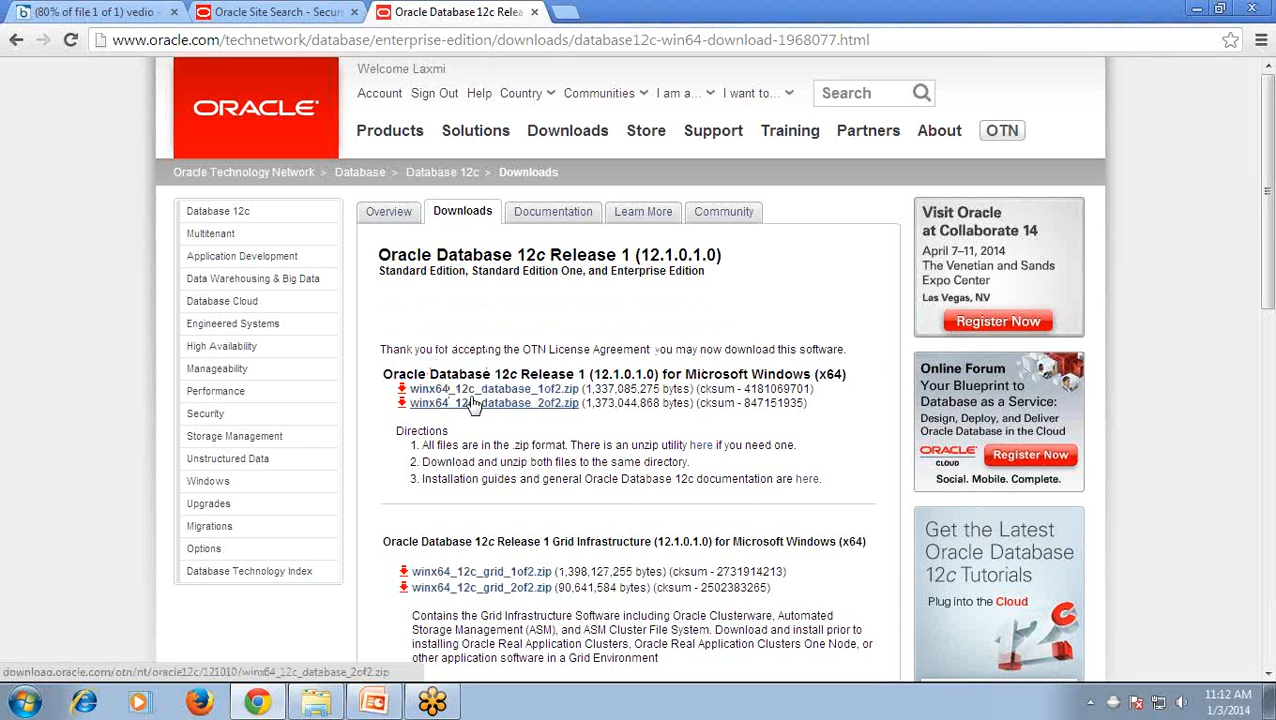 (80% of file 1 of 1) vedio
Oracle Site Search - Secur
Oracle Database 12c Relea
www.oracle.com/technetwork/database/enterprise-edition/downloads/database12c-win64-download-1968077.html
Welcome Laxmi
ORACLE
Account Sign Out Help Country Communities I am a... I want to...
Search
Products Solutions Downloads Store Support Training Partners About OTN
Oracle Technology Network > Database > Database 12c > Downloads
Database 12c
Multitenant
Application Development
Data Warehousing & Big Data
Database Cloud
Engineered Systems
High Availability
Manageability
Performance
Security
Storage Management
Unstructured Data
Windows
Upgrades
Migrations
Options
Database Technology Index
Overview Downloads Documentation Learn More Community
Oracle Database 12c Release 1 (12.1.0.1.0)
Standard Edition, Standard Edition One, and Enterprise Edition
Thank you for accepting the OTN License Agreement you may now download this software.
Oracle Database 12c Release 1 (12.1.0.1.0) for Microsoft Windows (x64)
winx64_12c_database_1of2.zip (1,337,085,275 bytes) (cksum - 4181069701)
winx64_12c_database_2of2.zip (1,373,044,868 bytes) (cksum - 847151935)
Directions
1. All files are in the .zip format. There is an unzip utility here if you need one.
2. Download and unzip both files to the same directory.
3. Installation guides and general Oracle Database 12c documentation are here.
Oracle Database 12c Release 1 Grid Infrastructure (12.1.0.1.0) for Microsoft Windows (x64)
winx64_12c_grid_1of2.zip (1,398,127,255 bytes) (cksum - 2731914213)
winx64_12c_grid_2of2.zip (90,641,584 bytes) (cksum - 2502383265)
Contains the Grid Infrastructure Software including Oracle Clusterware, Automated
Storage Management (ASM), and ASM Cluster File System. Download and install prior to
installing Oracle Real Application Clusters, Oracle Real Application Clusters One Node, or
other application software in a Grid Environment
Visit Oracle
at Collaborate 14
April 7–11, 2014
The Venetian and Sands
Expo Center
Las Vegas, NV
Register Now
Online Forum
Database as a Service:
Design, Deploy, and Deliver
Oracle Database in the Cloud
ORACLE
CLOUD
Register Now
Social. Mobile. Complete.
Get the Latest
Oracle Database
12c Tutorials
Plug into the Cloud
12c
download.oracle.com/otn/nt/oracle12c/121010/winx64_12c_database_2of2.zip
11:12 AM
1/3/2014